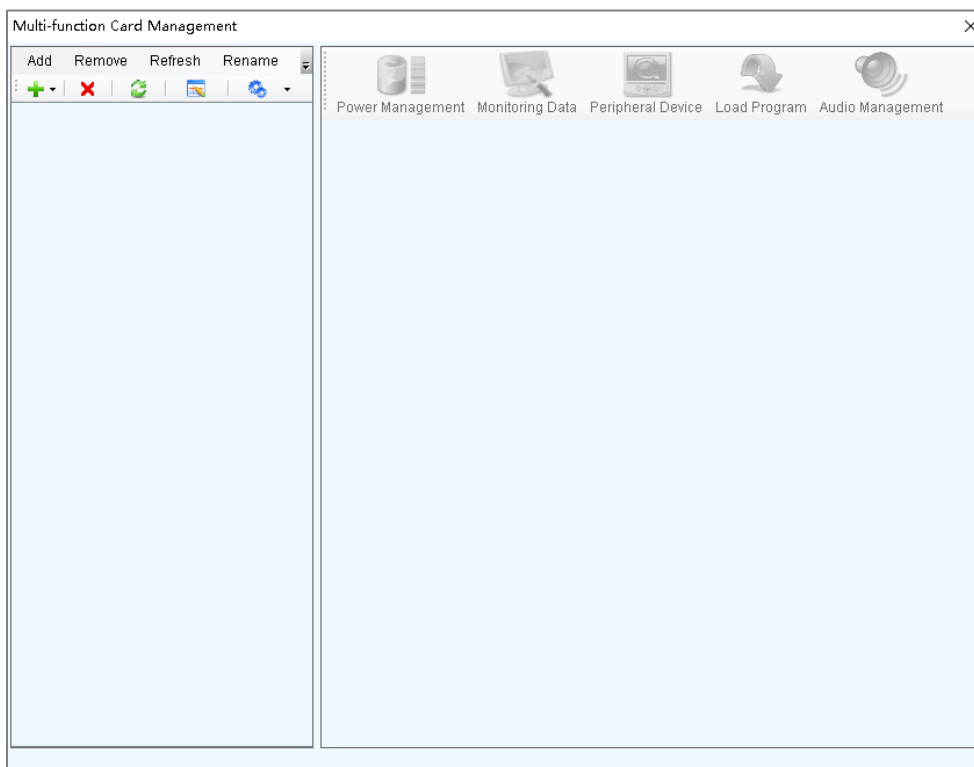 Multi-function Card Management
Add Remove Refresh Rename
Power Management Monitoring Data Peripheral Device Load Program Audio Management